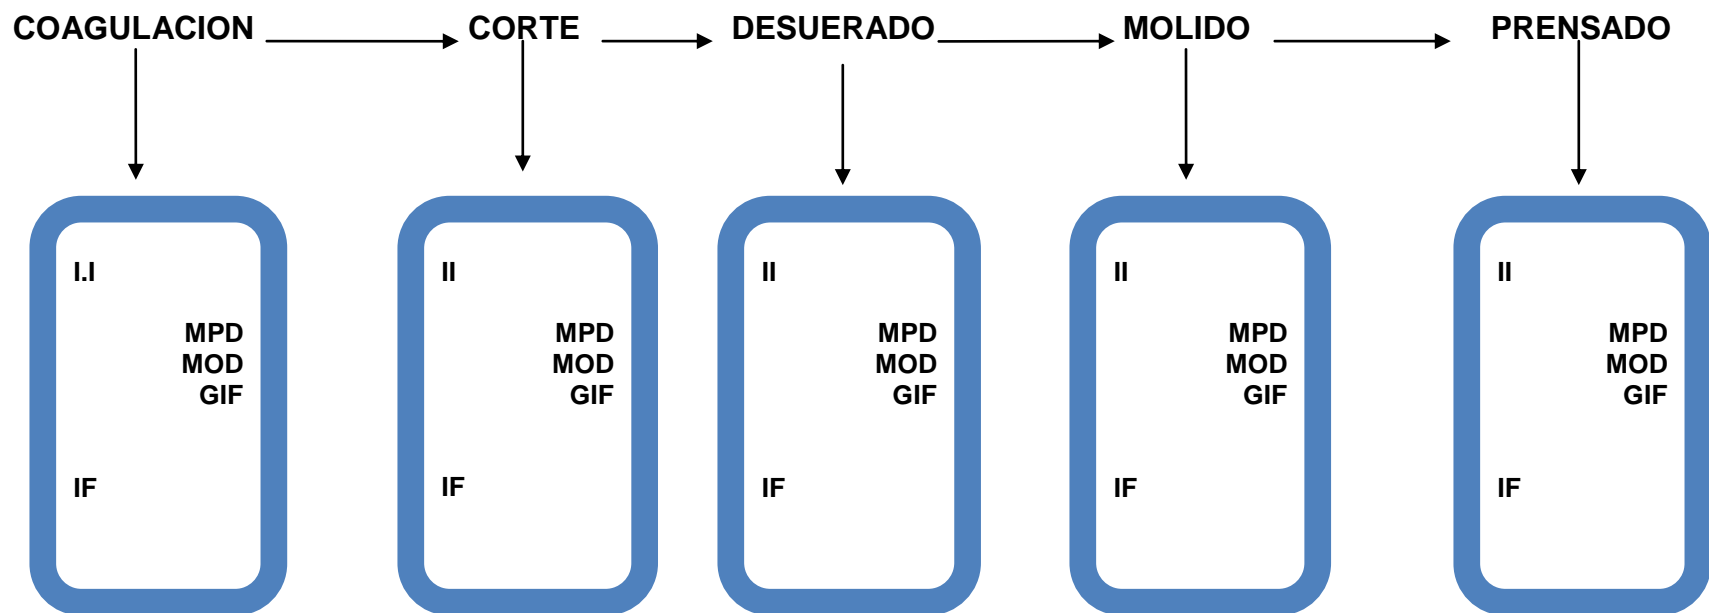 COAGULACION CORTE DESUERADO MOLIDO PRENSADO
I.I
MPD
MOD
GIF
IF
II
MPD
MOD
GIF
IF
II
MPD
MOD
GIF
IF
II
MPD
MOD
GIF
IF
II
MPD
MOD
GIF
IF